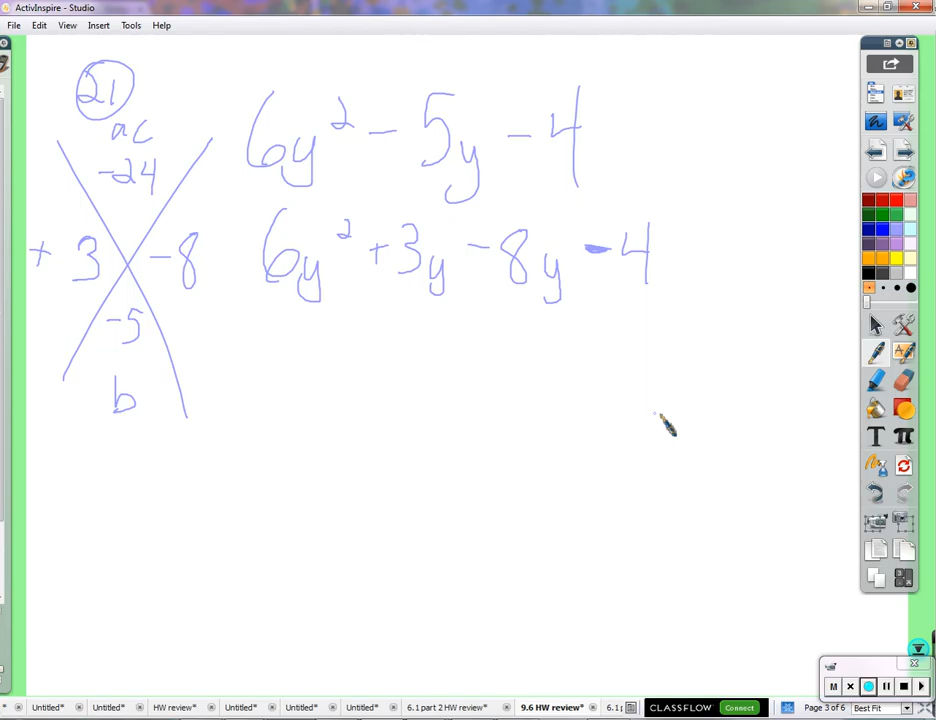 ActivInspire - Studio
File Edit View Insert Tools Help
21
6y² - 5y - 4
ac
-24
+ 3 -8
6y² + 3y - 8y - 4
-5
b
M
Untitled* Untitled* HW review* Untitled* Untitled* Untitled* 6.1 part 2 HW review* 9.6 HW review* 6.1 CLASSFLOW Connect Page 3 of 6 Best Fit